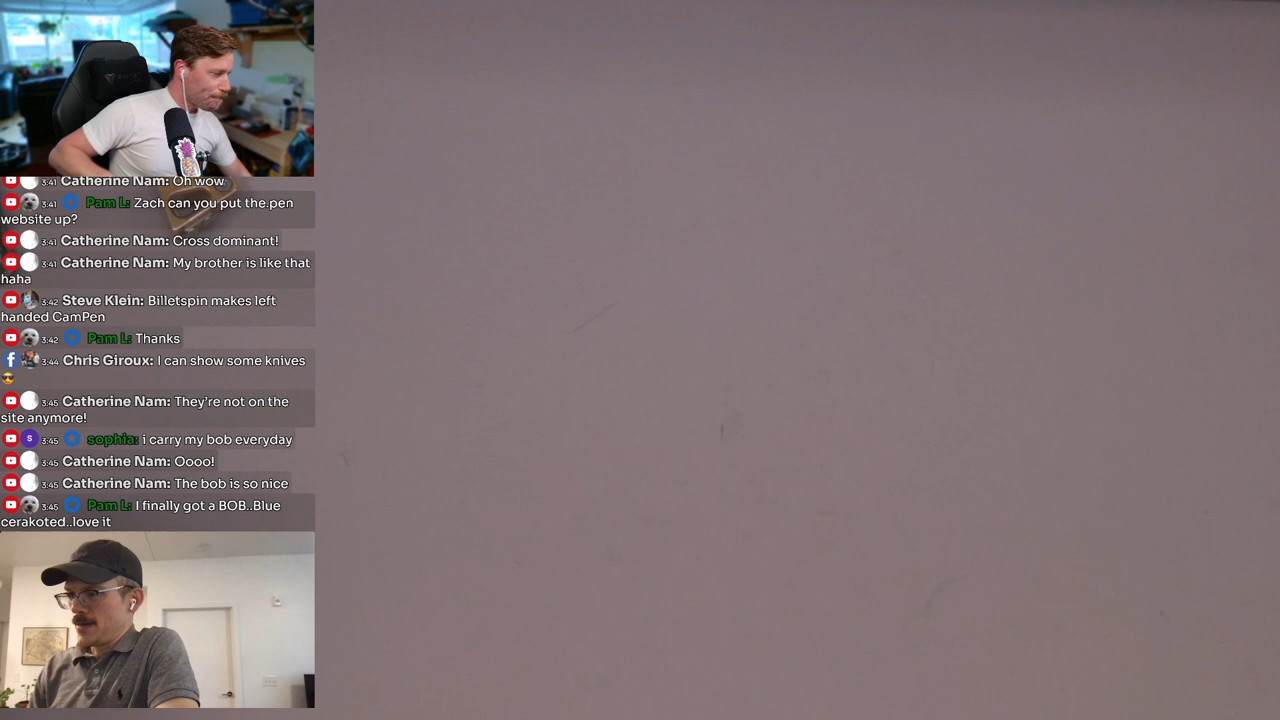 3:41 Catherine Nam: Oh wow
3:41 Pam L: Zach can you put the.pen
website up?
3:41 Catherine Nam: Cross dominant!
3:41 Catherine Nam: My brother is like that
haha
3:42 Steve Klein: Billetspin makes left
handed CamPen
3:42 Pam L: Thanks
3:44 Chris Giroux: I can show some knives
😎
3:45 Catherine Nam: They're not on the
site anymore!
S 3:45 sophia: i carry my bob everyday
3:45 Catherine Nam: Oooo!
3:45 Catherine Nam: The bob is so nice
3:45 Pam L: I finally got a BOB..Blue
cerakoted..love it